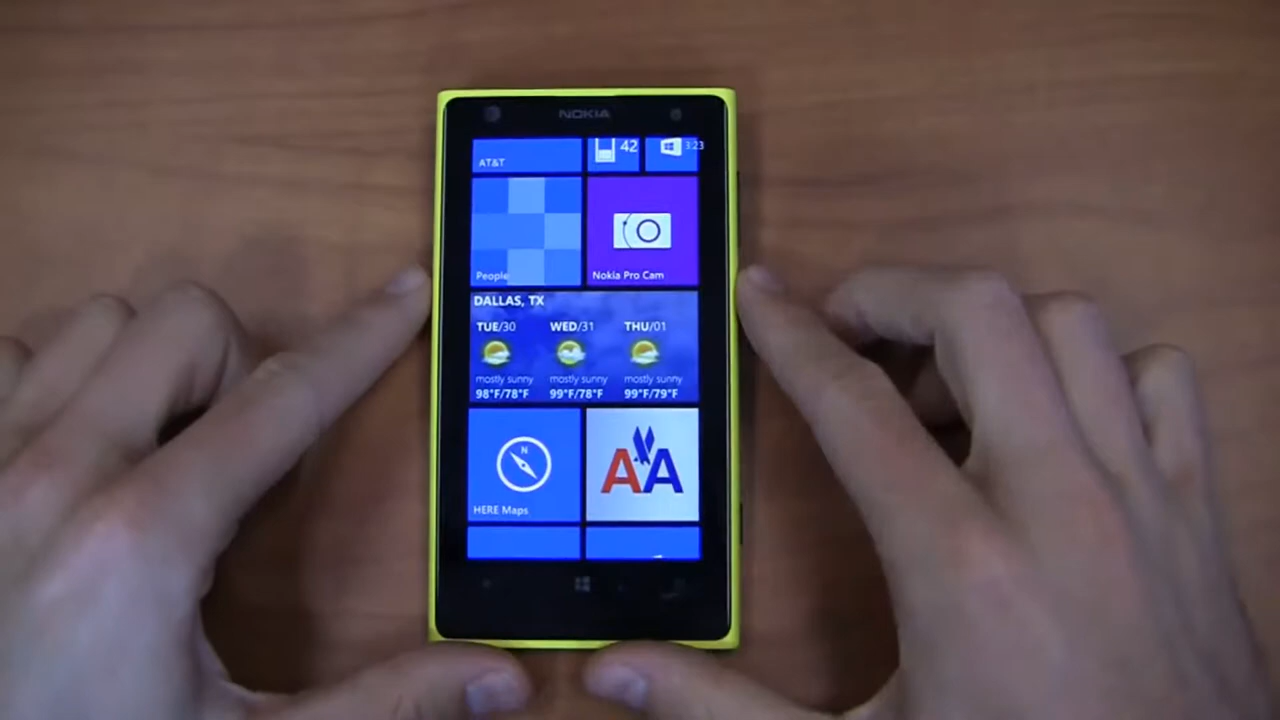 NOKIA
AT&T
42
3:23
People
Nokia Pro Cam
DALLAS, TX
TUE/30 WED/31 THU/01
mostly sunny mostly sunny mostly sunny
98°F/78°F 99°F/78°F 99°F/79°F
N
HERE Maps
AA